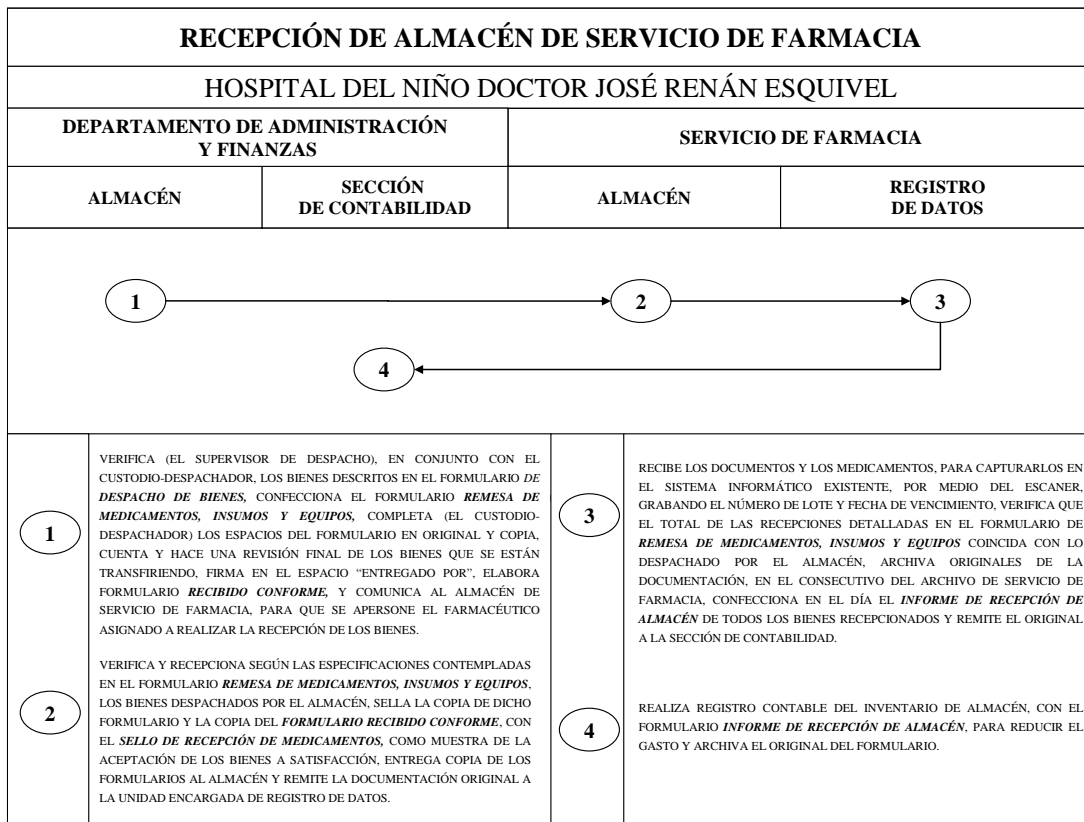 RECEPCIÓN DE ALMACÉN DE SERVICIO DE FARMACIA
HOSPITAL DEL NIÑO DOCTOR JOSÉ RENÁN ESQUIVEL
DEPARTAMENTO DE ADMINISTRACIÓN
Y FINANZAS
SERVICIO DE FARMACIA
ALMACÉN
SECCIÓN
DE CONTABILIDAD
ALMACÉN
REGISTRO
DE DATOS
1
2
3
4
1
VERIFICA (EL SUPERVISOR DE DESPACHO), EN CONJUNTO CON EL
CUSTODIO-DESPACHADOR, LOS BIENES DESCRITOS EN EL FORMULARIO DE
DESPACHO DE BIENES, CONFECCIONA EL FORMULARIO REMESA DE
MEDICAMENTOS, INSUMOS Y EQUIPOS, COMPLETA (EL CUSTODIO-
DESPACHADOR) LOS ESPACIOS DEL FORMULARIO EN ORIGINAL Y COPIA,
CUENTA Y HACE UNA REVISIÓN FINAL DE LOS BIENES QUE SE ESTÁN
TRANSFIRIENDO, FIRMA EN EL ESPACIO “ENTREGADO POR”, ELABORA
FORMULARIO RECIBIDO CONFORME, Y COMUNICA AL ALMACÉN DE
SERVICIO DE FARMACIA, PARA QUE SE APERSONE EL FARMACÉUTICO
ASIGNADO A REALIZAR LA RECEPCIÓN DE LOS BIENES.
2
VERIFICA Y RECEPCIONA SEGÚN LAS ESPECIFICACIONES CONTEMPLADAS
EN EL FORMULARIO REMESA DE MEDICAMENTOS, INSUMOS Y EQUIPOS,
LOS BIENES DESPACHADOS POR EL ALMACÉN, SELLA LA COPIA DE DICHO
FORMULARIO Y LA COPIA DEL FORMULARIO RECIBIDO CONFORME, CON
EL SELLO DE RECEPCIÓN DE MEDICAMENTOS, COMO MUESTRA DE LA
ACEPTACIÓN DE LOS BIENES A SATISFACCIÓN, ENTREGA COPIA DE LOS
FORMULARIOS AL ALMACÉN Y REMITE LA DOCUMENTACIÓN ORIGINAL A
LA UNIDAD ENCARGADA DE REGISTRO DE DATOS.
3
RECIBE LOS DOCUMENTOS Y LOS MEDICAMENTOS, PARA CAPTURARLOS EN
EL SISTEMA INFORMÁTICO EXISTENTE, POR MEDIO DEL ESCANER,
GRABANDO EL NÚMERO DE LOTE Y FECHA DE VENCIMIENTO, VERIFICA QUE
EL TOTAL DE LAS RECEPCIONES DETALLADAS EN EL FORMULARIO DE
REMESA DE MEDICAMENTOS, INSUMOS Y EQUIPOS COINCIDA CON LO
DESPACHADO POR EL ALMACÉN, ARCHIVA ORIGINALES DE LA
DOCUMENTACIÓN, EN EL CONSECUTIVO DEL ARCHIVO DE SERVICIO DE
FARMACIA, CONFECCIONA EN EL DÍA EL INFORME DE RECEPCIÓN DE
ALMACÉN DE TODOS LOS BIENES RECEPCIONADOS Y REMITE EL ORIGINAL
A LA SECCIÓN DE CONTABILIDAD.
4
REALIZA REGISTRO CONTABLE DEL INVENTARIO DE ALMACÉN, CON EL
FORMULARIO INFORME DE RECEPCIÓN DE ALMACÉN, PARA REDUCIR EL
GASTO Y ARCHIVA EL ORIGINAL DEL FORMULARIO.